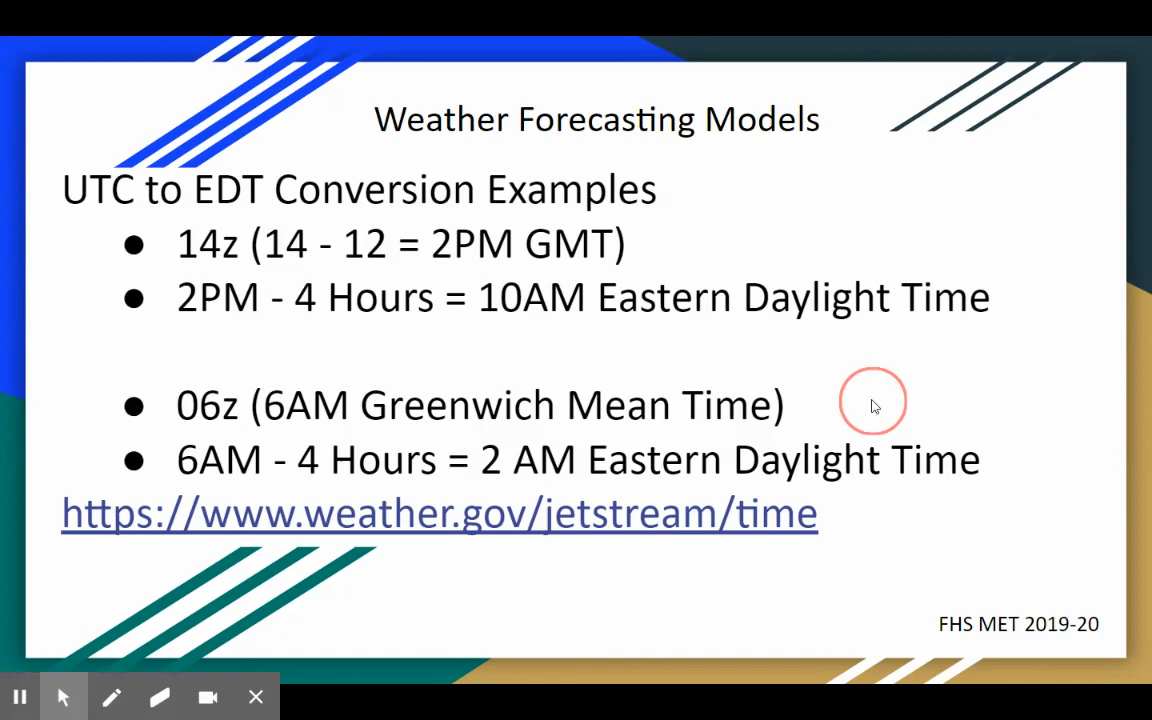 Weather Forecasting Models
UTC to EDT Conversion Examples
● 14z (14 - 12 = 2PM GMT)
● 2PM - 4 Hours = 10AM Eastern Daylight Time
● 06z (6AM Greenwich Mean Time)
● 6AM - 4 Hours = 2 AM Eastern Daylight Time
https://www.weather.gov/jetstream/time
FHS MET 2019-20